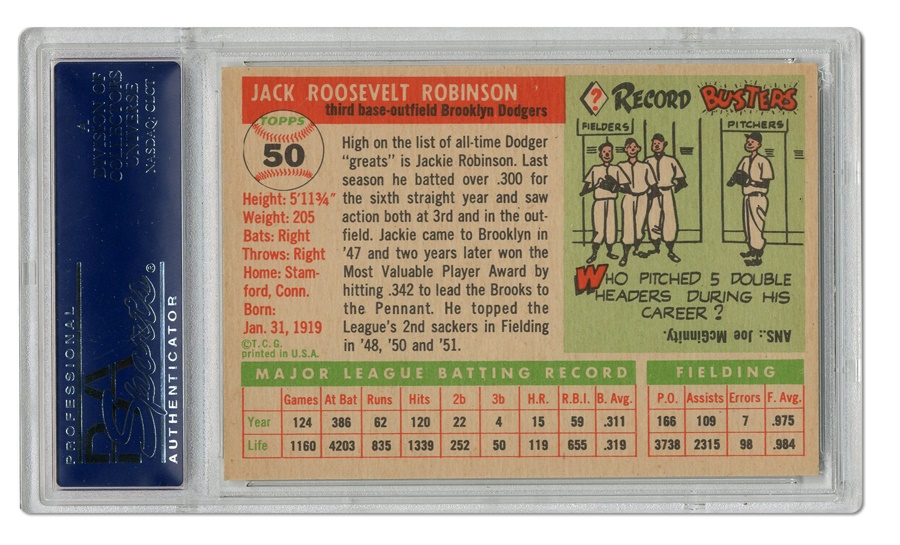 A
DIVISION OF
COLLECTORS
UNIVERSE
NASDAQ: CLCT
PROFESSIONAL
PSA
Sports®
AUTHENTICATOR
JACK ROOSEVELT ROBINSON
third base-outfield Brooklyn Dodgers
TOPPS
50
Height: 5'11¾"
Weight: 205
Bats: Right
Throws: Right
Home: Stam-
ford, Conn.
Born:
Jan. 31, 1919
©T.C.G.
printed in U.S.A.
High on the list of all-time Dodger
"greats" is Jackie Robinson. Last
season he batted over .300 for
the sixth straight year and saw
action both at 3rd and in the out-
field. Jackie came to Brooklyn in
'47 and two years later won the
Most Valuable Player Award by
hitting .342 to lead the Brooks to
the Pennant. He topped the
League's 2nd sackers in Fielding
in '48, '50 and '51.
? RECORD BUSTERS
FIELDERS
PITCHERS
WHO PITCHED 5 DOUBLE
HEADERS DURING HIS
CAREER?
ANS.: Joe McGinnity.
MAJOR LEAGUE BATTING RECORD
FIELDING
Games At Bat Runs Hits 2b 3b H.R. R.B.I. B. Avg. P.O. Assists Errors F. Avg.
Year 124 386 62 120 22 4 15 59 .311 166 109 7 .975
Life 1160 4203 835 1339 252 50 119 655 .319 3738 2315 98 .984